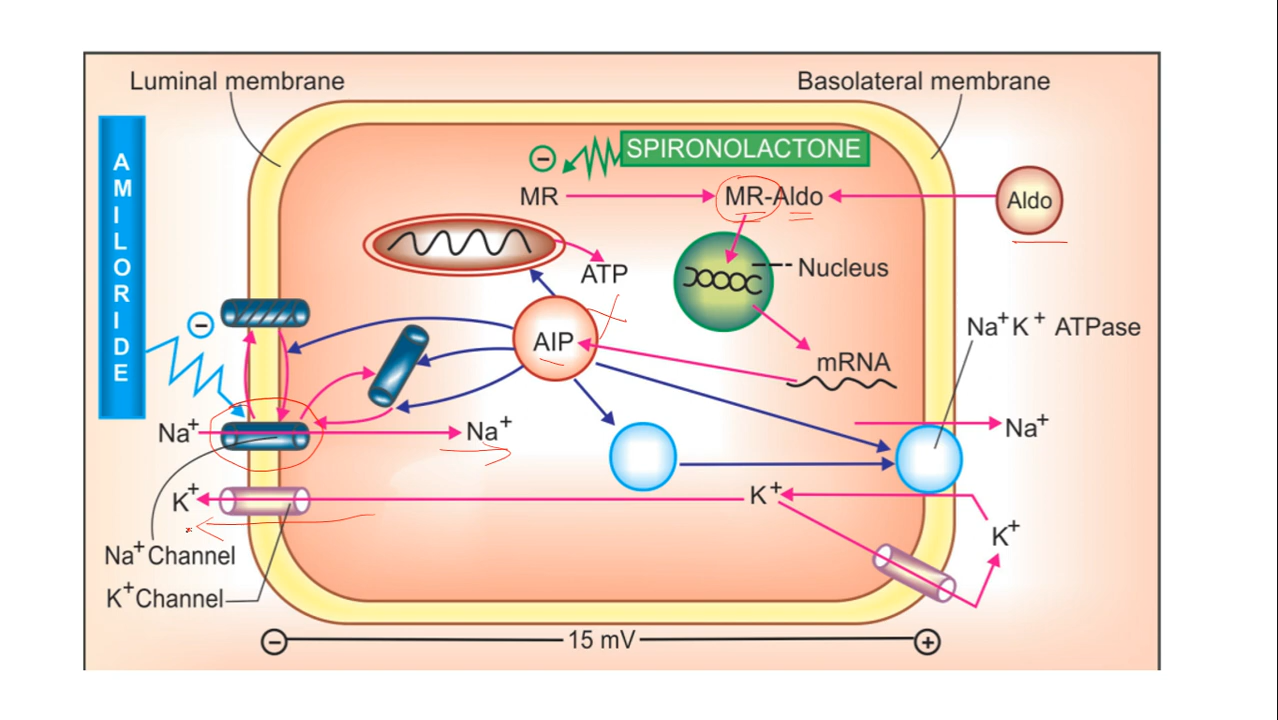 Luminal membrane
Basolateral membrane
AMILORIDE
SPIRONOLACTONE
MR
MR-Aldo
Aldo
ATP
Nucleus
AIP
Na⁺K⁺ ATPase
mRNA
Na⁺
Na⁺
Na⁺
K⁺
K⁺
K⁺
Na⁺Channel
K⁺Channel
15 mV